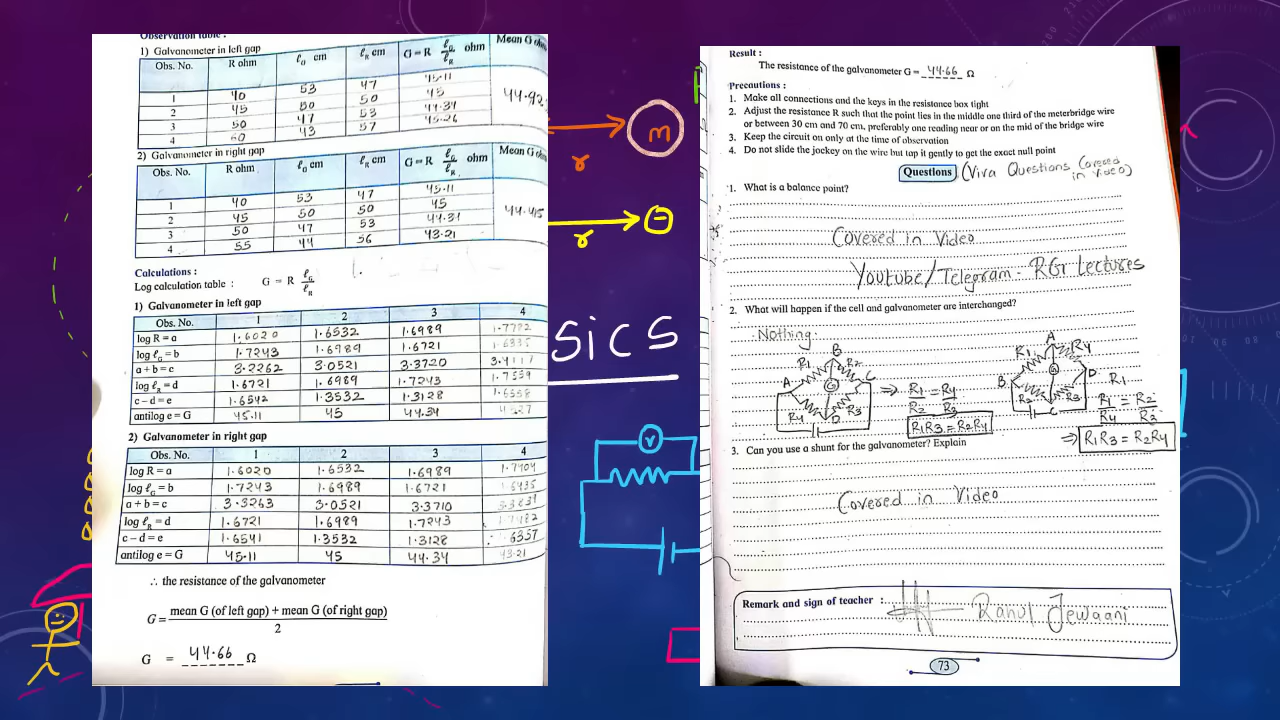 Observation table :
1) Galvanometer in left gap
Obs. No. R ohm ℓG cm ℓR cm G = R ℓG/ℓR ohm Mean G ohm
1 40 53 47 45.11
2 45 50 50 45
3 50 47 53 44.34
4 60 43 57 45.26
44.92
2) Galvanometer in right gap
Obs. No. R ohm ℓG cm ℓR cm G = R ℓG/ℓR ohm Mean G ohm
1 40 53 47 45.11
2 45 50 50 45
3 50 47 53 44.34
4 55 44 56 43.21
44.415
Calculations :
Log calculation table : G = R ℓG/ℓR
1) Galvanometer in left gap
Obs. No. 1 2 3 4
log R = a 1.6020 1.6532 1.6989 1.7782
log ℓG = b 1.7243 1.6989 1.6721 1.6335
a + b = c 3.2262 3.0521 3.3720 3.4117
log ℓR = d 1.6721 1.6989 1.7243 1.7559
c – d = e 1.6542 1.3532 1.3128 1.6558
antilog e = G 45.11 45 44.34
2) Galvanometer in right gap
Obs. No. 1 2 3 4
log R = a 1.6020 1.6532 1.6989 1.7404
log ℓG = b 1.7243 1.6989 1.6721 1.6435
a + b = c 3.3263 3.0521 3.3710 3.3839
log ℓR = d 1.6721 1.6989 1.7243 1.7482
c – d = e 1.6541 1.3532 1.3128 .6357
antilog e = G 45.11 45 44.34 43.21
∴ the resistance of the galvanometer
G = mean G (of left gap) + mean G (of right gap)
2
G = 44.66 Ω
m
r
–
r
sics
v
Result :
The resistance of the galvanometer G = 44.66 Ω
Precautions :
1. Make all connections and the keys in the resistance box tight
2. Adjust the resistance R such that the point lies in the middle one third of the meterbridge wire
or between 30 cm and 70 cm, preferably one reading near or on the mid of the bridge wire
3. Keep the circuit on only at the time of observation
4. Do not slide the jockey on the wire but tap it gently to get the exact null point
Questions (Viva Questions Covered
in video)
1. What is a balance point?
Covered in Video
Youtube/Telegram - RGT Lectures
2. What will happen if the cell and galvanometer are interchanged?
Nothing.
B R1 R2 A G C R4 R3 D
⇒ R1/R2 = R4/R3
R1R3 = R2R4
A R1 R4 B G D R2 R3 C
R1
R1/R4 = R2/R3
⇒ R1R3 = R2R4
3. Can you use a shunt for the galvanometer? Explain
Covered in Video
Remark and sign of teacher :
Rahul Jewaani
73